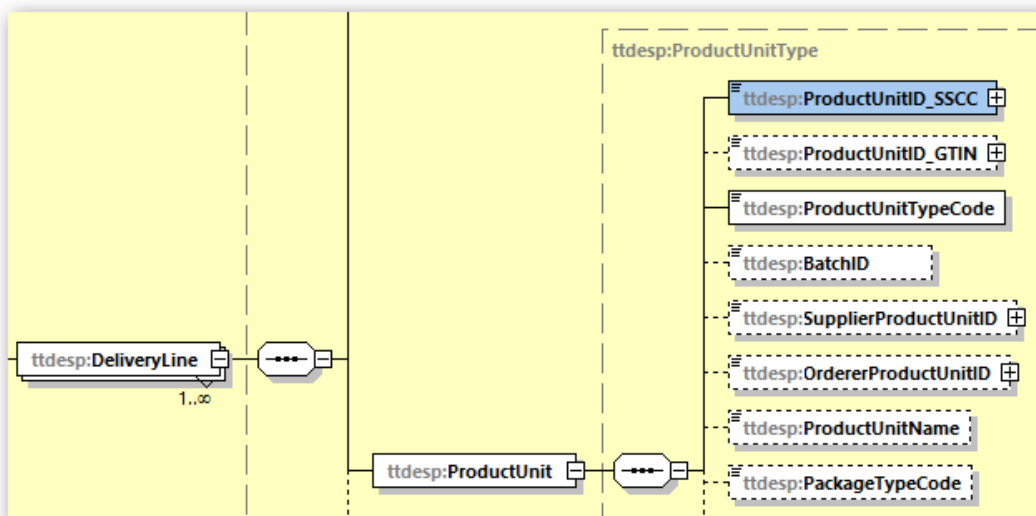 ttdesp:ProductUnitType
ttdesp:ProductUnitID_SSCC
ttdesp:ProductUnitID_GTIN
ttdesp:ProductUnitTypeCode
ttdesp:BatchID
ttdesp:SupplierProductUnitID
ttdesp:DeliveryLine
1..∞
ttdesp:OrdererProductUnitID
ttdesp:ProductUnitName
ttdesp:ProductUnit
ttdesp:PackageTypeCode